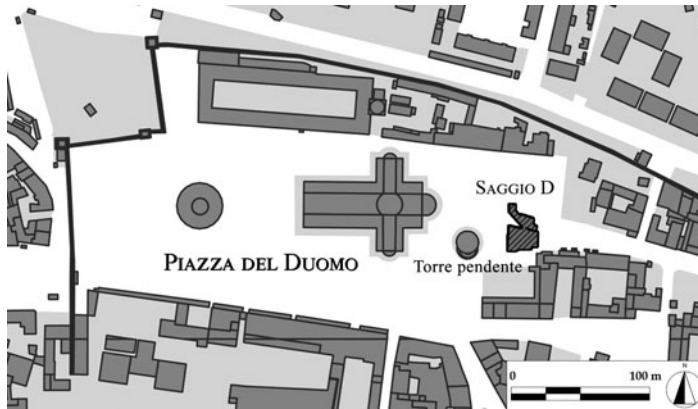 SAGGIO D
PIAZZA DEL DUOMO
Torre pendente
0 100 m
N